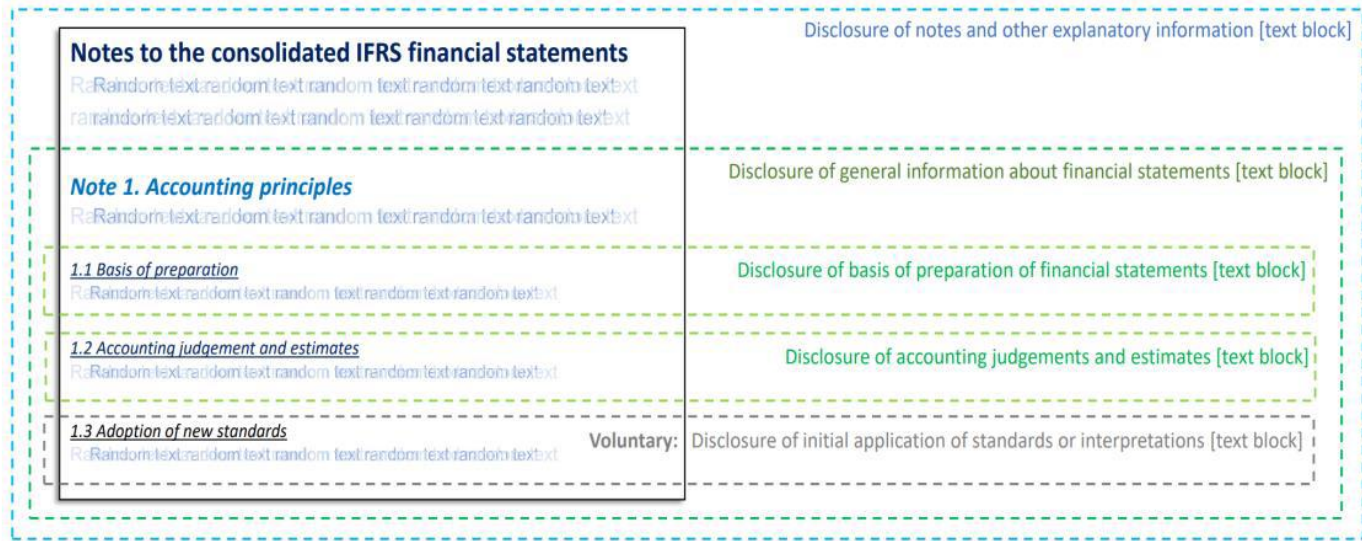 Disclosure of notes and other explanatory information [text block]
Notes to the consolidated IFRS financial statements
Random text random text random text random text random text
random text random text random text random text random text
Disclosure of general information about financial statements [text block]
Note 1. Accounting principles
Random text random text random text random text random text
1.1 Basis of preparation
Disclosure of basis of preparation of financial statements [text block]
Random text random text random text random text random text
1.2 Accounting judgement and estimates
Disclosure of accounting judgements and estimates [text block]
Random text random text random text random text random text
1.3 Adoption of new standards
Voluntary: Disclosure of initial application of standards or interpretations [text block]
Random text random text random text random text random text